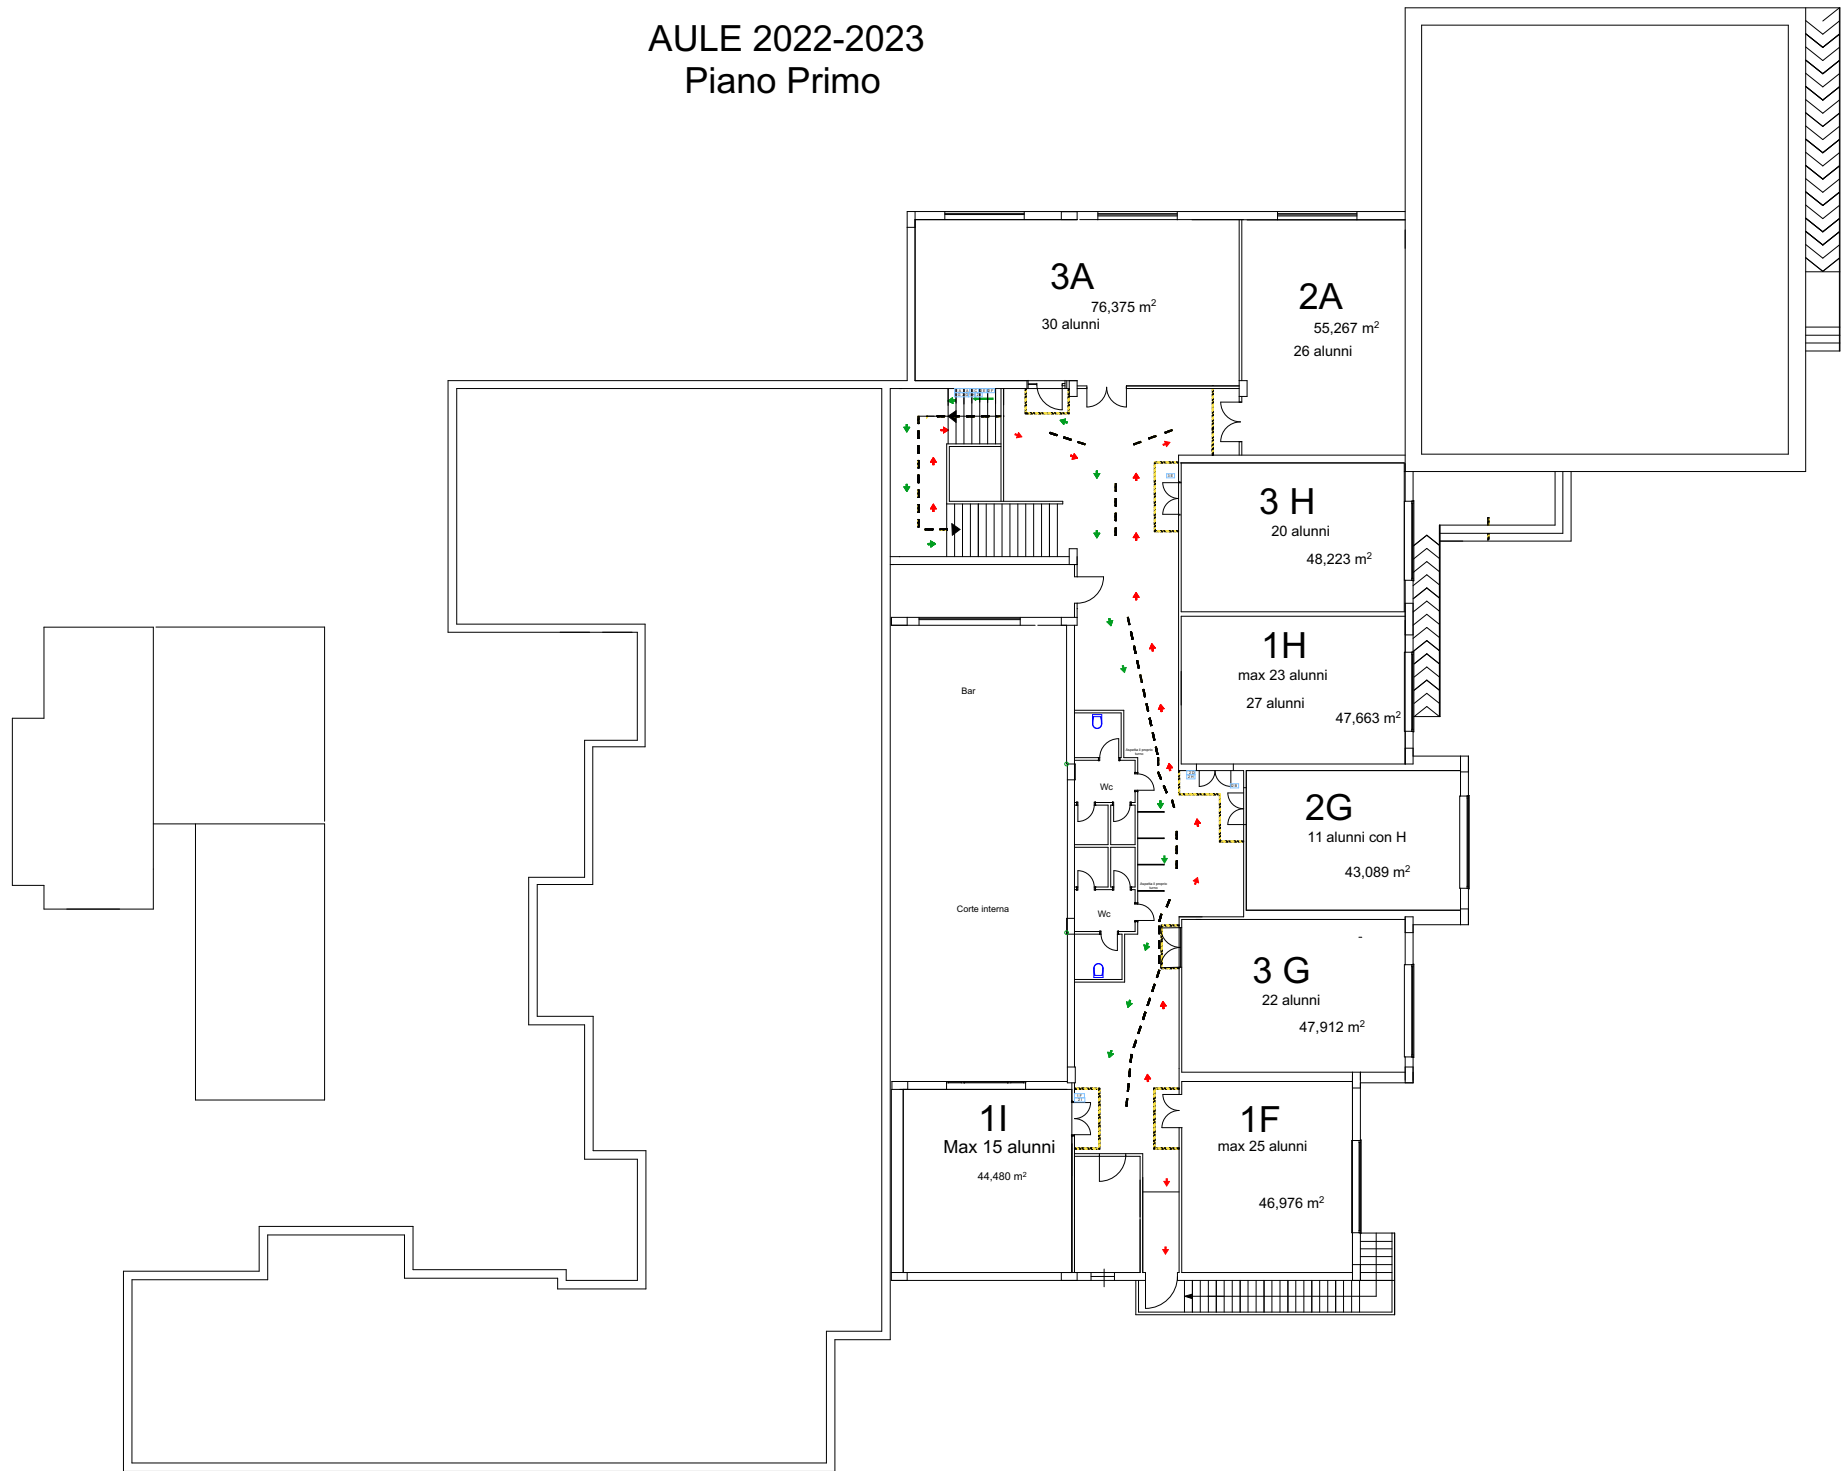 AULE 2022-2023
Piano Primo
3A
76,375 m²
30 alunni
2A
55,267 m²
26 alunni
3 H
20 alunni
48,223 m²
1H
max 23 alunni
27 alunni
47,663 m²
Bar
Wc
2G
11 alunni con H
43,089 m²
Corte interna
Wc
3 G
22 alunni
47,912 m²
1I
Max 15 alunni
44,480 m²
1F
max 25 alunni
46,976 m²